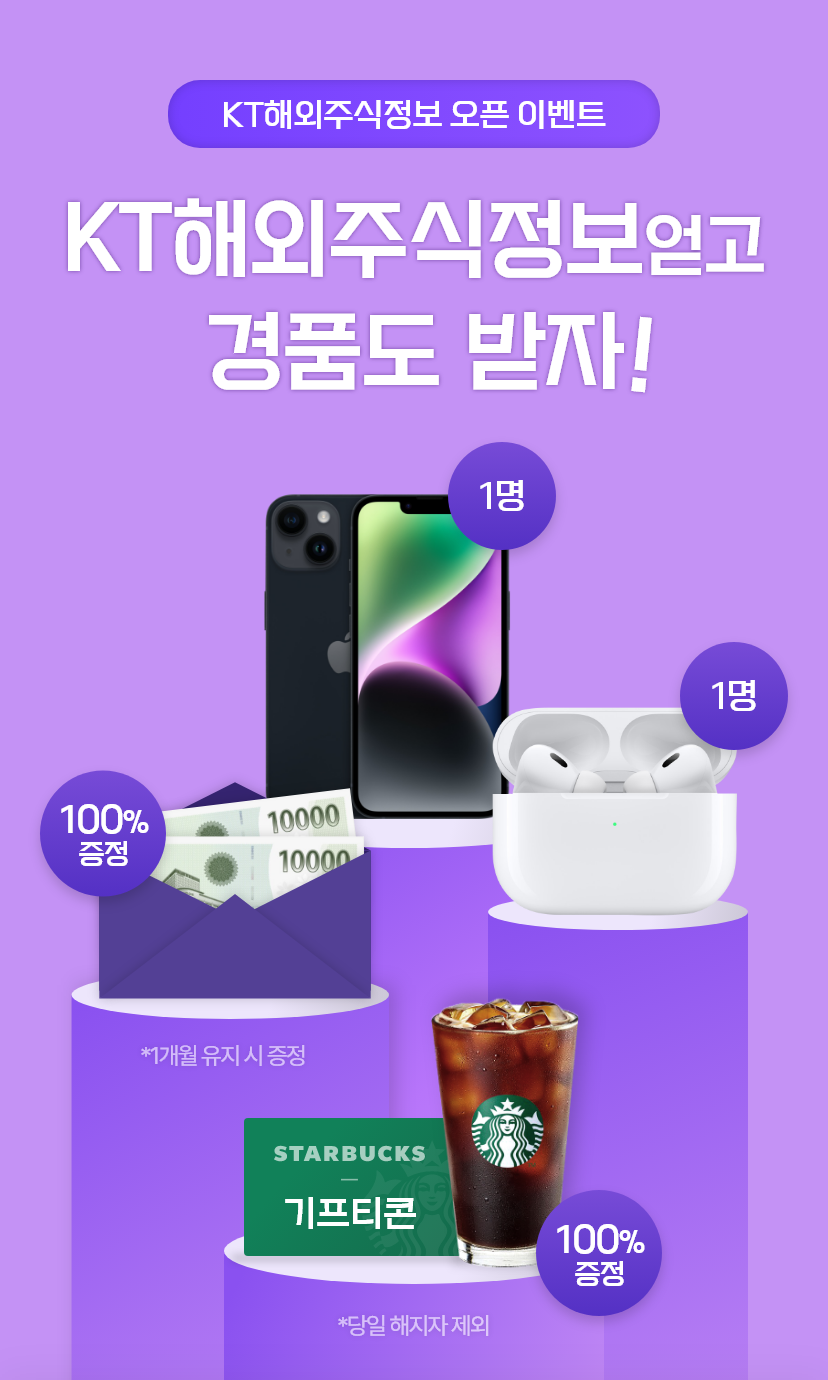 KT해외주식정보 오픈 이벤트
KT해외주식정보얻고
경품도 받자!
1명
1명
100%
증정
10000
10000
*1개월 유지 시 증정
STARBUCKS
기프티콘
100%
증정
*당일 해지자 제외